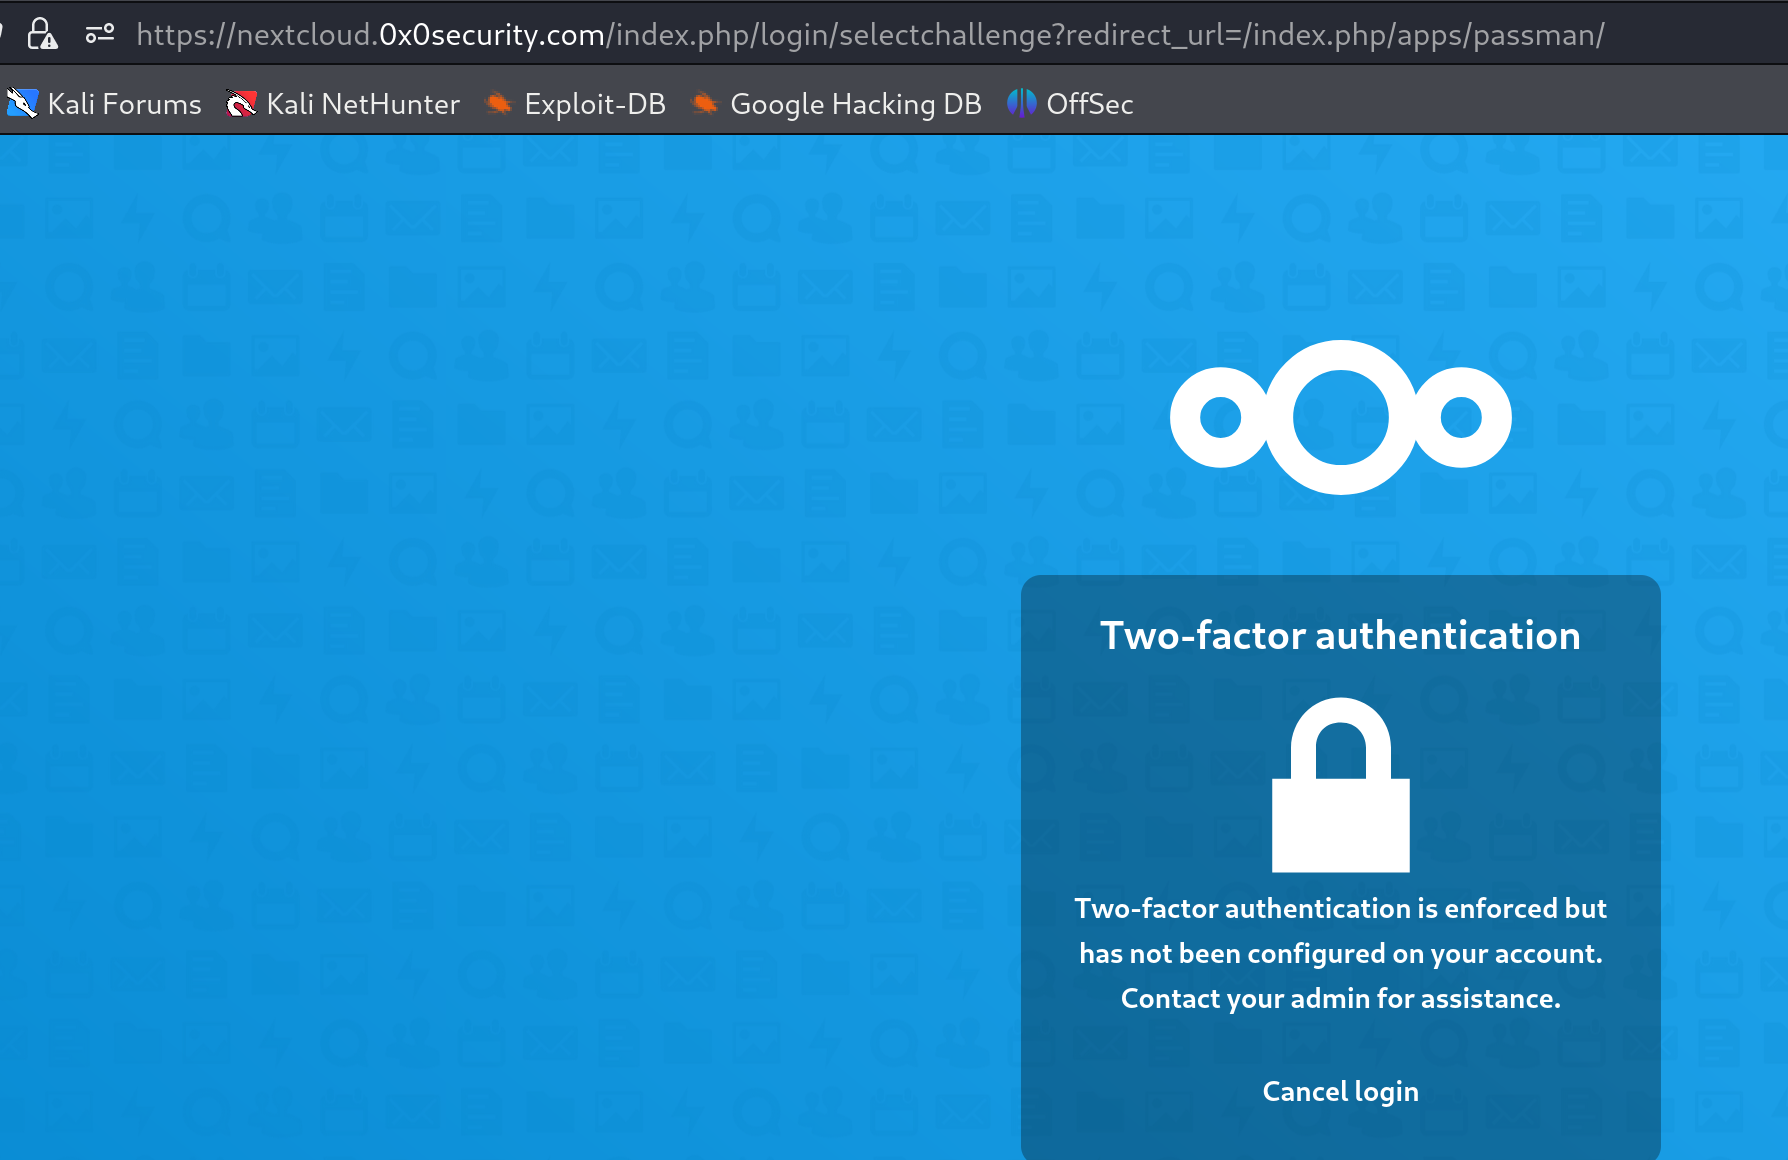 https://nextcloud.0x0security.com/index.php/login/selectchallenge?redirect_url=/index.php/apps/passman/
Kali Forums Kali NetHunter Exploit-DB Google Hacking DB OffSec
Two-factor authentication
Two-factor authentication is enforced but
has not been configured on your account.
Contact your admin for assistance.
Cancel login